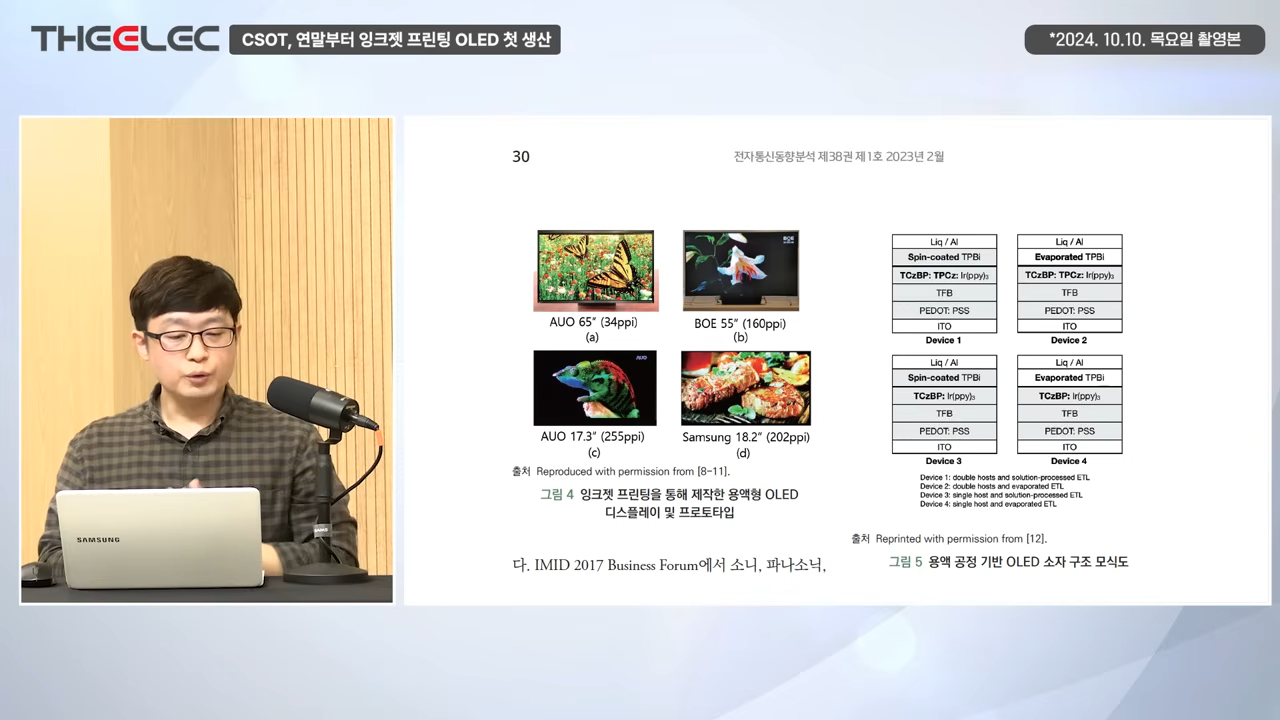 THEELEC
CSOT, 연말부터 잉크젯 프린팅 OLED 첫 생산
*2024. 10.10. 목요일 촬영본
SAMSUNG
30
전자통신동향분석 제38권 제1호 2023년 2월
BOE
AUO 65″ (34ppi)
(a)
BOE 55″ (160ppi)
(b)
AUO
AUO 17.3″ (255ppi)
(c)
Samsung 18.2″ (202ppi)
(d)
출처 Reproduced with permission from [8-11].
그림 4 잉크젯 프린팅을 통해 제작한 용액형 OLED
디스플레이 및 프로토타입
다. IMID 2017 Business Forum에서 소니, 파나소닉,
Liq / Al
Spin-coated TPBi
TCzBP: TPCz: Ir(ppy)₃
TFB
PEDOT: PSS
ITO
Device 1
Liq / Al
Evaporated TPBi
TCzBP: TPCz: Ir(ppy)₃
TFB
PEDOT: PSS
ITO
Device 2
Liq / Al
Spin-coated TPBi
TCzBP: Ir(ppy)₃
TFB
PEDOT: PSS
ITO
Device 3
Liq / Al
Evaporated TPBi
TCzBP: Ir(ppy)₃
TFB
PEDOT: PSS
ITO
Device 4
Device 1: double hosts and solution-processed ETL
Device 2: double hosts and evaporated ETL
Device 3: single host and solution-processed ETL
Device 4: single host and evaporated ETL
출처 Reprinted with permission from [12].
그림 5 용액 공정 기반 OLED 소자 구조 모식도